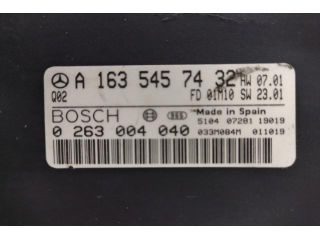 A 163 545 74 32 HW 07.01
Q02 FD 01M10 SW 23.01
BOSCH Made in Spain
5104 07281 19019
0 263 004 040 033M084M 011019